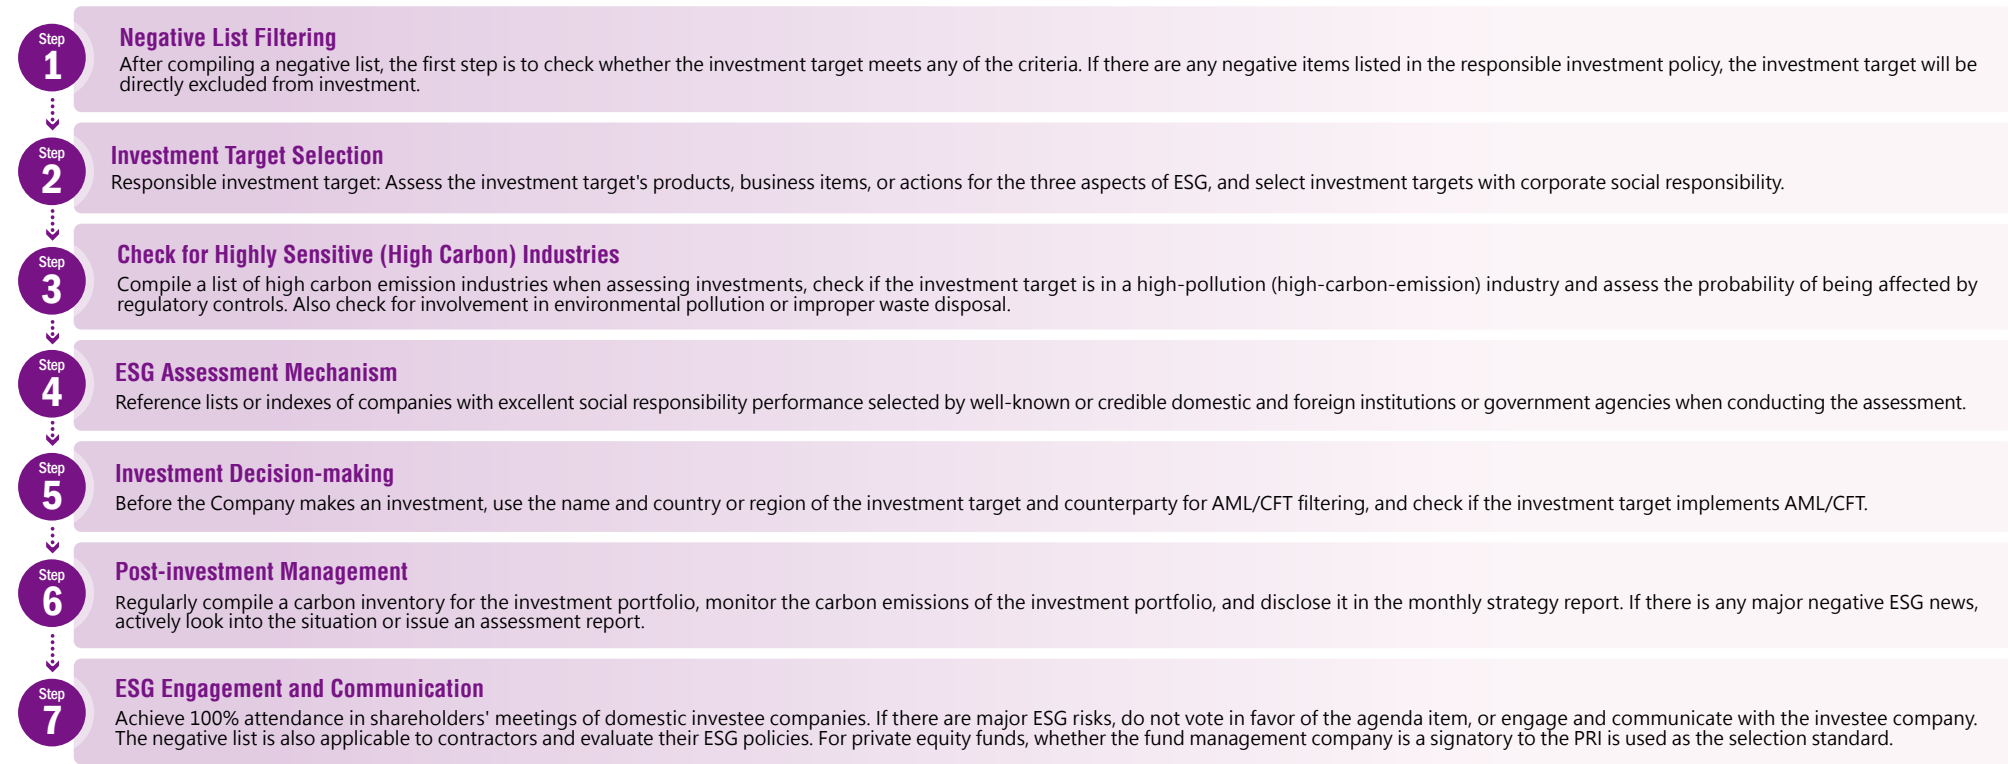 Step
1
Negative List Filtering
After compiling a negative list, the first step is to check whether the investment target meets any of the criteria. If there are any negative items listed in the responsible investment policy, the investment target will be
directly excluded from investment.
Step
2
Investment Target Selection
Responsible investment target: Assess the investment target's products, business items, or actions for the three aspects of ESG, and select investment targets with corporate social responsibility.
Step
3
Check for Highly Sensitive (High Carbon) Industries
Compile a list of high carbon emission industries when assessing investments, check if the investment target is in a high-pollution (high-carbon-emission) industry and assess the probability of being affected by
regulatory controls. Also check for involvement in environmental pollution or improper waste disposal.
Step
4
ESG Assessment Mechanism
Reference lists or indexes of companies with excellent social responsibility performance selected by well-known or credible domestic and foreign institutions or government agencies when conducting the assessment.
Step
5
Investment Decision-making
Before the Company makes an investment, use the name and country or region of the investment target and counterparty for AML/CFT filtering, and check if the investment target implements AML/CFT.
Step
6
Post-investment Management
Regularly compile a carbon inventory for the investment portfolio, monitor the carbon emissions of the investment portfolio, and disclose it in the monthly strategy report. If there is any major negative ESG news,
actively look into the situation or issue an assessment report.
Step
7
ESG Engagement and Communication
Achieve 100% attendance in shareholders' meetings of domestic investee companies. If there are major ESG risks, do not vote in favor of the agenda item, or engage and communicate with the investee company.
The negative list is also applicable to contractors and evaluate their ESG policies. For private equity funds, whether the fund management company is a signatory to the PRI is used as the selection standard.